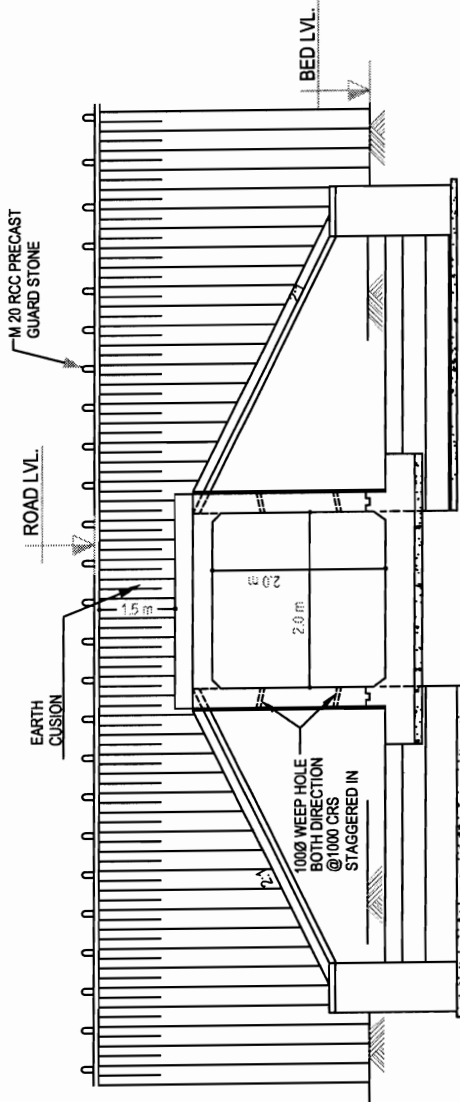 M 20 RCC PRECAST
GUARD STONE
ROAD LVL.
BED LVL.
EARTH
CUSION
1.5 m
2.0 m
2.0 m
2:1
2:1
100Ø WEEP HOLE
BOTH DIRECTION
@1000 CRS
STAGGERED IN